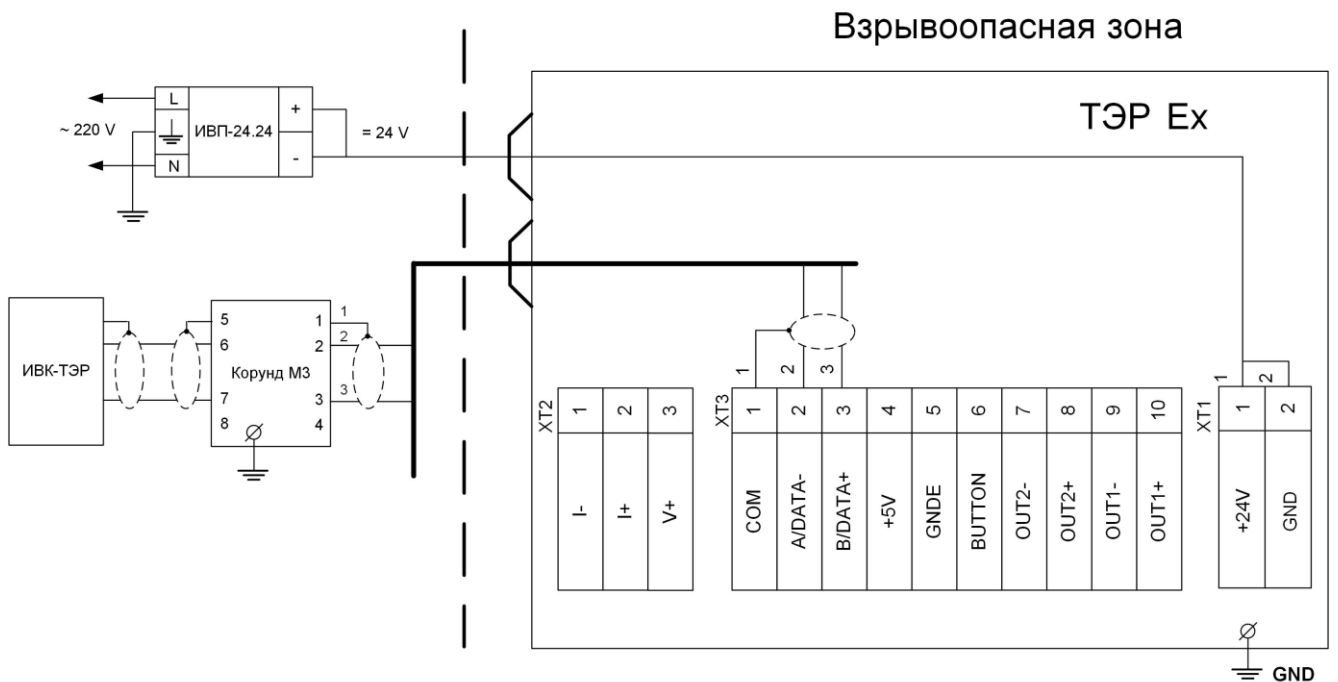 Взрывоопасная зона
ТЭР Ex
~ 220 V
L
N
ИВП-24.24
+
-
= 24 V
ИВК-ТЭР
5
6
7
8
Корунд М3
1
2
3
4
1
2
3
XT2
1
2
3
I-
I+
V+
1
2
3
XT3
1
2
3
4
5
6
7
8
9
10
COM
A/DATA-
B/DATA+
+5V
GNDE
BUTTON
OUT2-
OUT2+
OUT1-
OUT1+
1
2
XT1
1
2
+24V
GND
GND